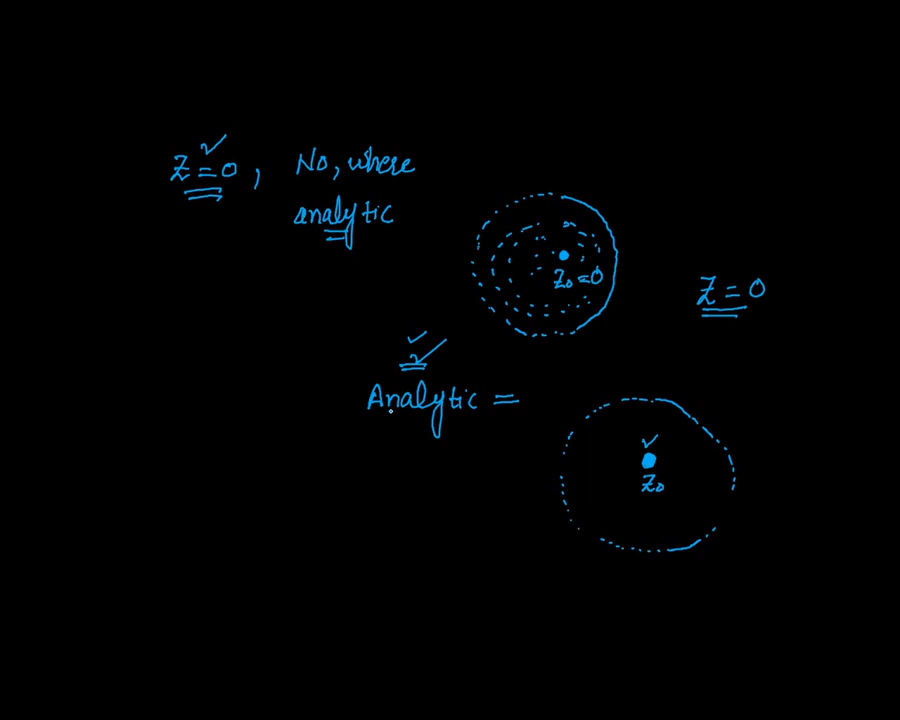 Z = 0, No, where
analytic
Z₀ = 0
Z = 0
Analytic =
Z₀